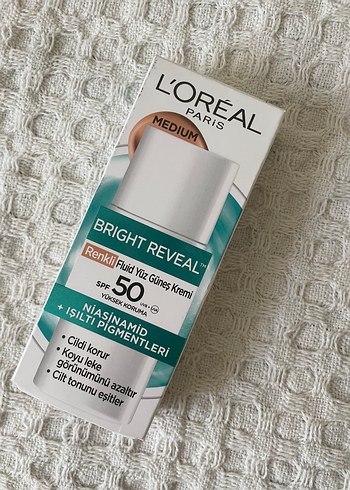 L'ORÉAL
PARIS
MEDIUM
BRIGHT REVEAL™
Renkli Fluid Yüz Güneş Kremi
SPF 50
YÜKSEK KORUMA
NİASİNAMİD
+ IŞILTI PİGMENTLERİ
• Cildi korur
• Koyu leke
görünümünü azaltır
• Cilt tonunu eşitler